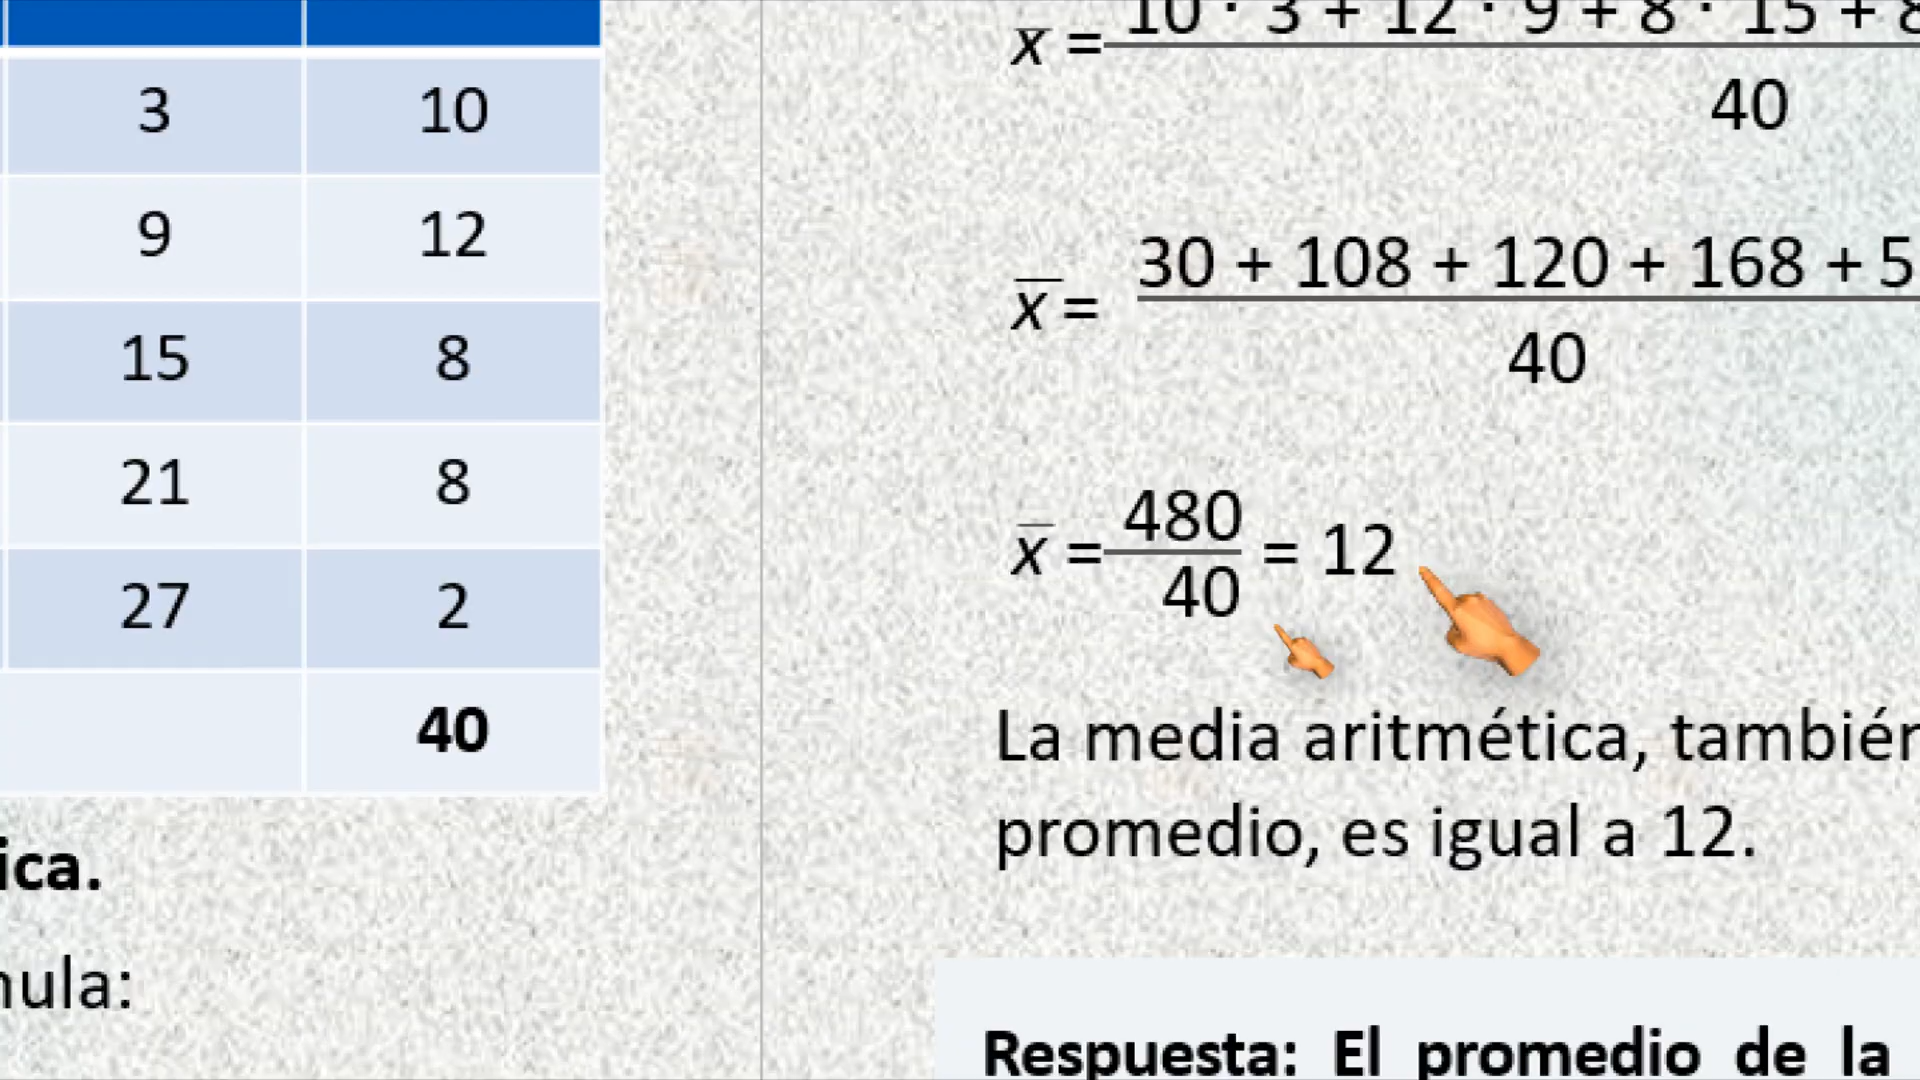 3 10
9 12
15 8
21 8
27 2
40
ica.
nula:
x = 10 · 3 + 12 · 9 + 8 · 15 + 8
40
x̅ = 30 + 108 + 120 + 168 + 5
40
x̅ = 480 = 12
40
La media aritmética, también
promedio, es igual a 12.
Respuesta: El promedio de la